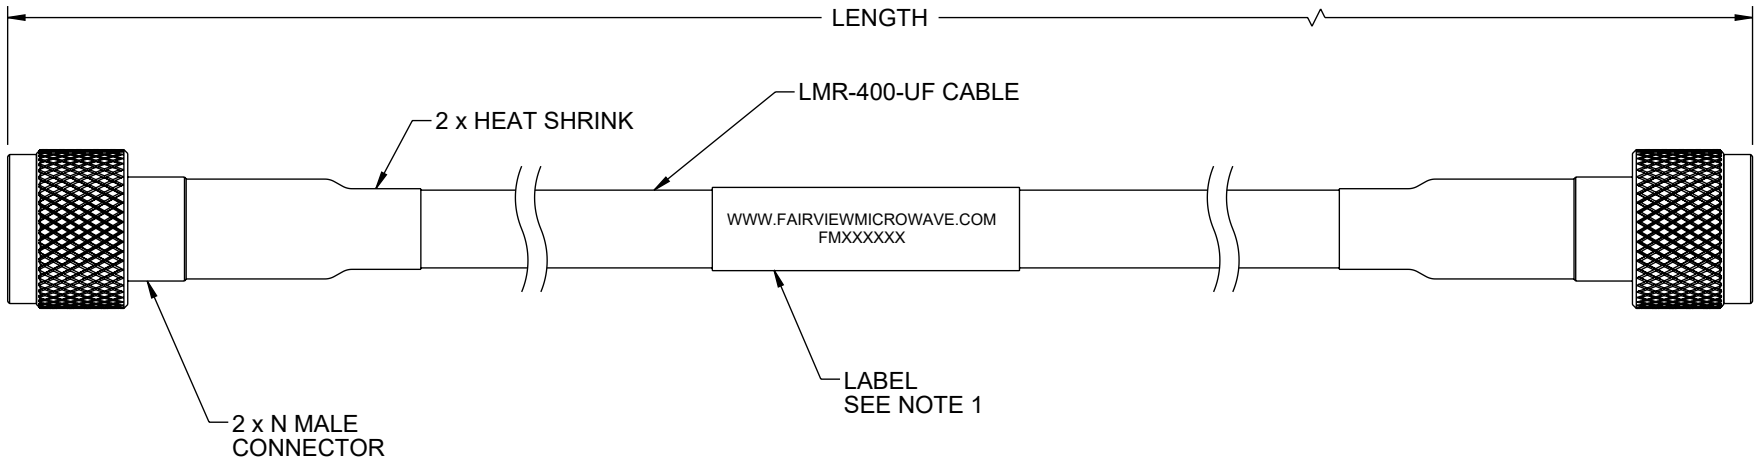 LENGTH
LMR-400-UF CABLE
2 x HEAT SHRINK
WWW.FAIRVIEWMICROWAVE.COM
FMXXXXXX
LABEL
SEE NOTE 1
2 x N MALE
CONNECTOR